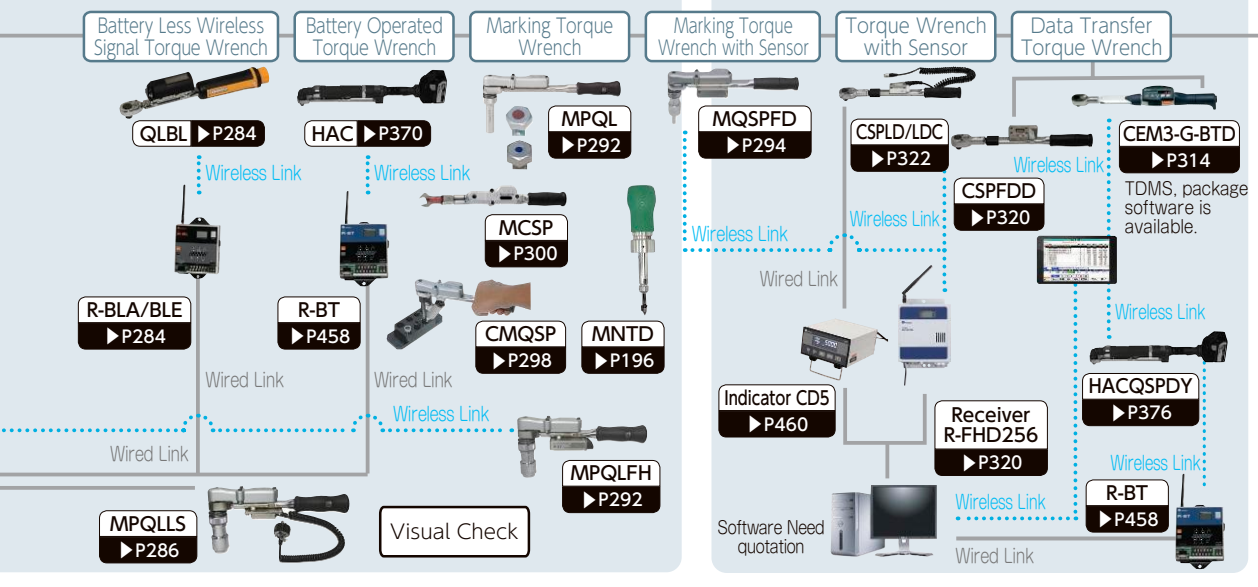 Battery Less Wireless
Signal Torque Wrench
Battery Operated
Torque Wrench
Marking Torque
Wrench
Marking Torque
Wrench with Sensor
Torque Wrench
with Sensor
Data Transfer
Torque Wrench
QLBL ▶P284
HAC ▶P370
MPQL
▶P292
MQSPFD
▶P294
CSPLD/LDC
▶P322
CEM3-G-BTD
▶P314
TDMS, package
software is
available.
Wireless Link
Wireless Link
Wireless Link
CSPFDD
▶P320
MCSP
▶P300
Wireless Link
Wireless Link
Wired Link
R-BLA/BLE
▶P284
R-BT
▶P458
CMQSP
▶P298
MNTD
▶P196
Wireless Link
Wired Link
Wired Link
Indicator CD5
▶P460
Receiver
R-FHD256
▶P320
HACQSPDY
▶P376
Wireless Link
Wired Link
MPQLFH
▶P292
Wireless Link
MPQLLS
▶P286
Visual Check
Software Need
quotation
Wireless Link
R-BT
▶P458
Wired Link